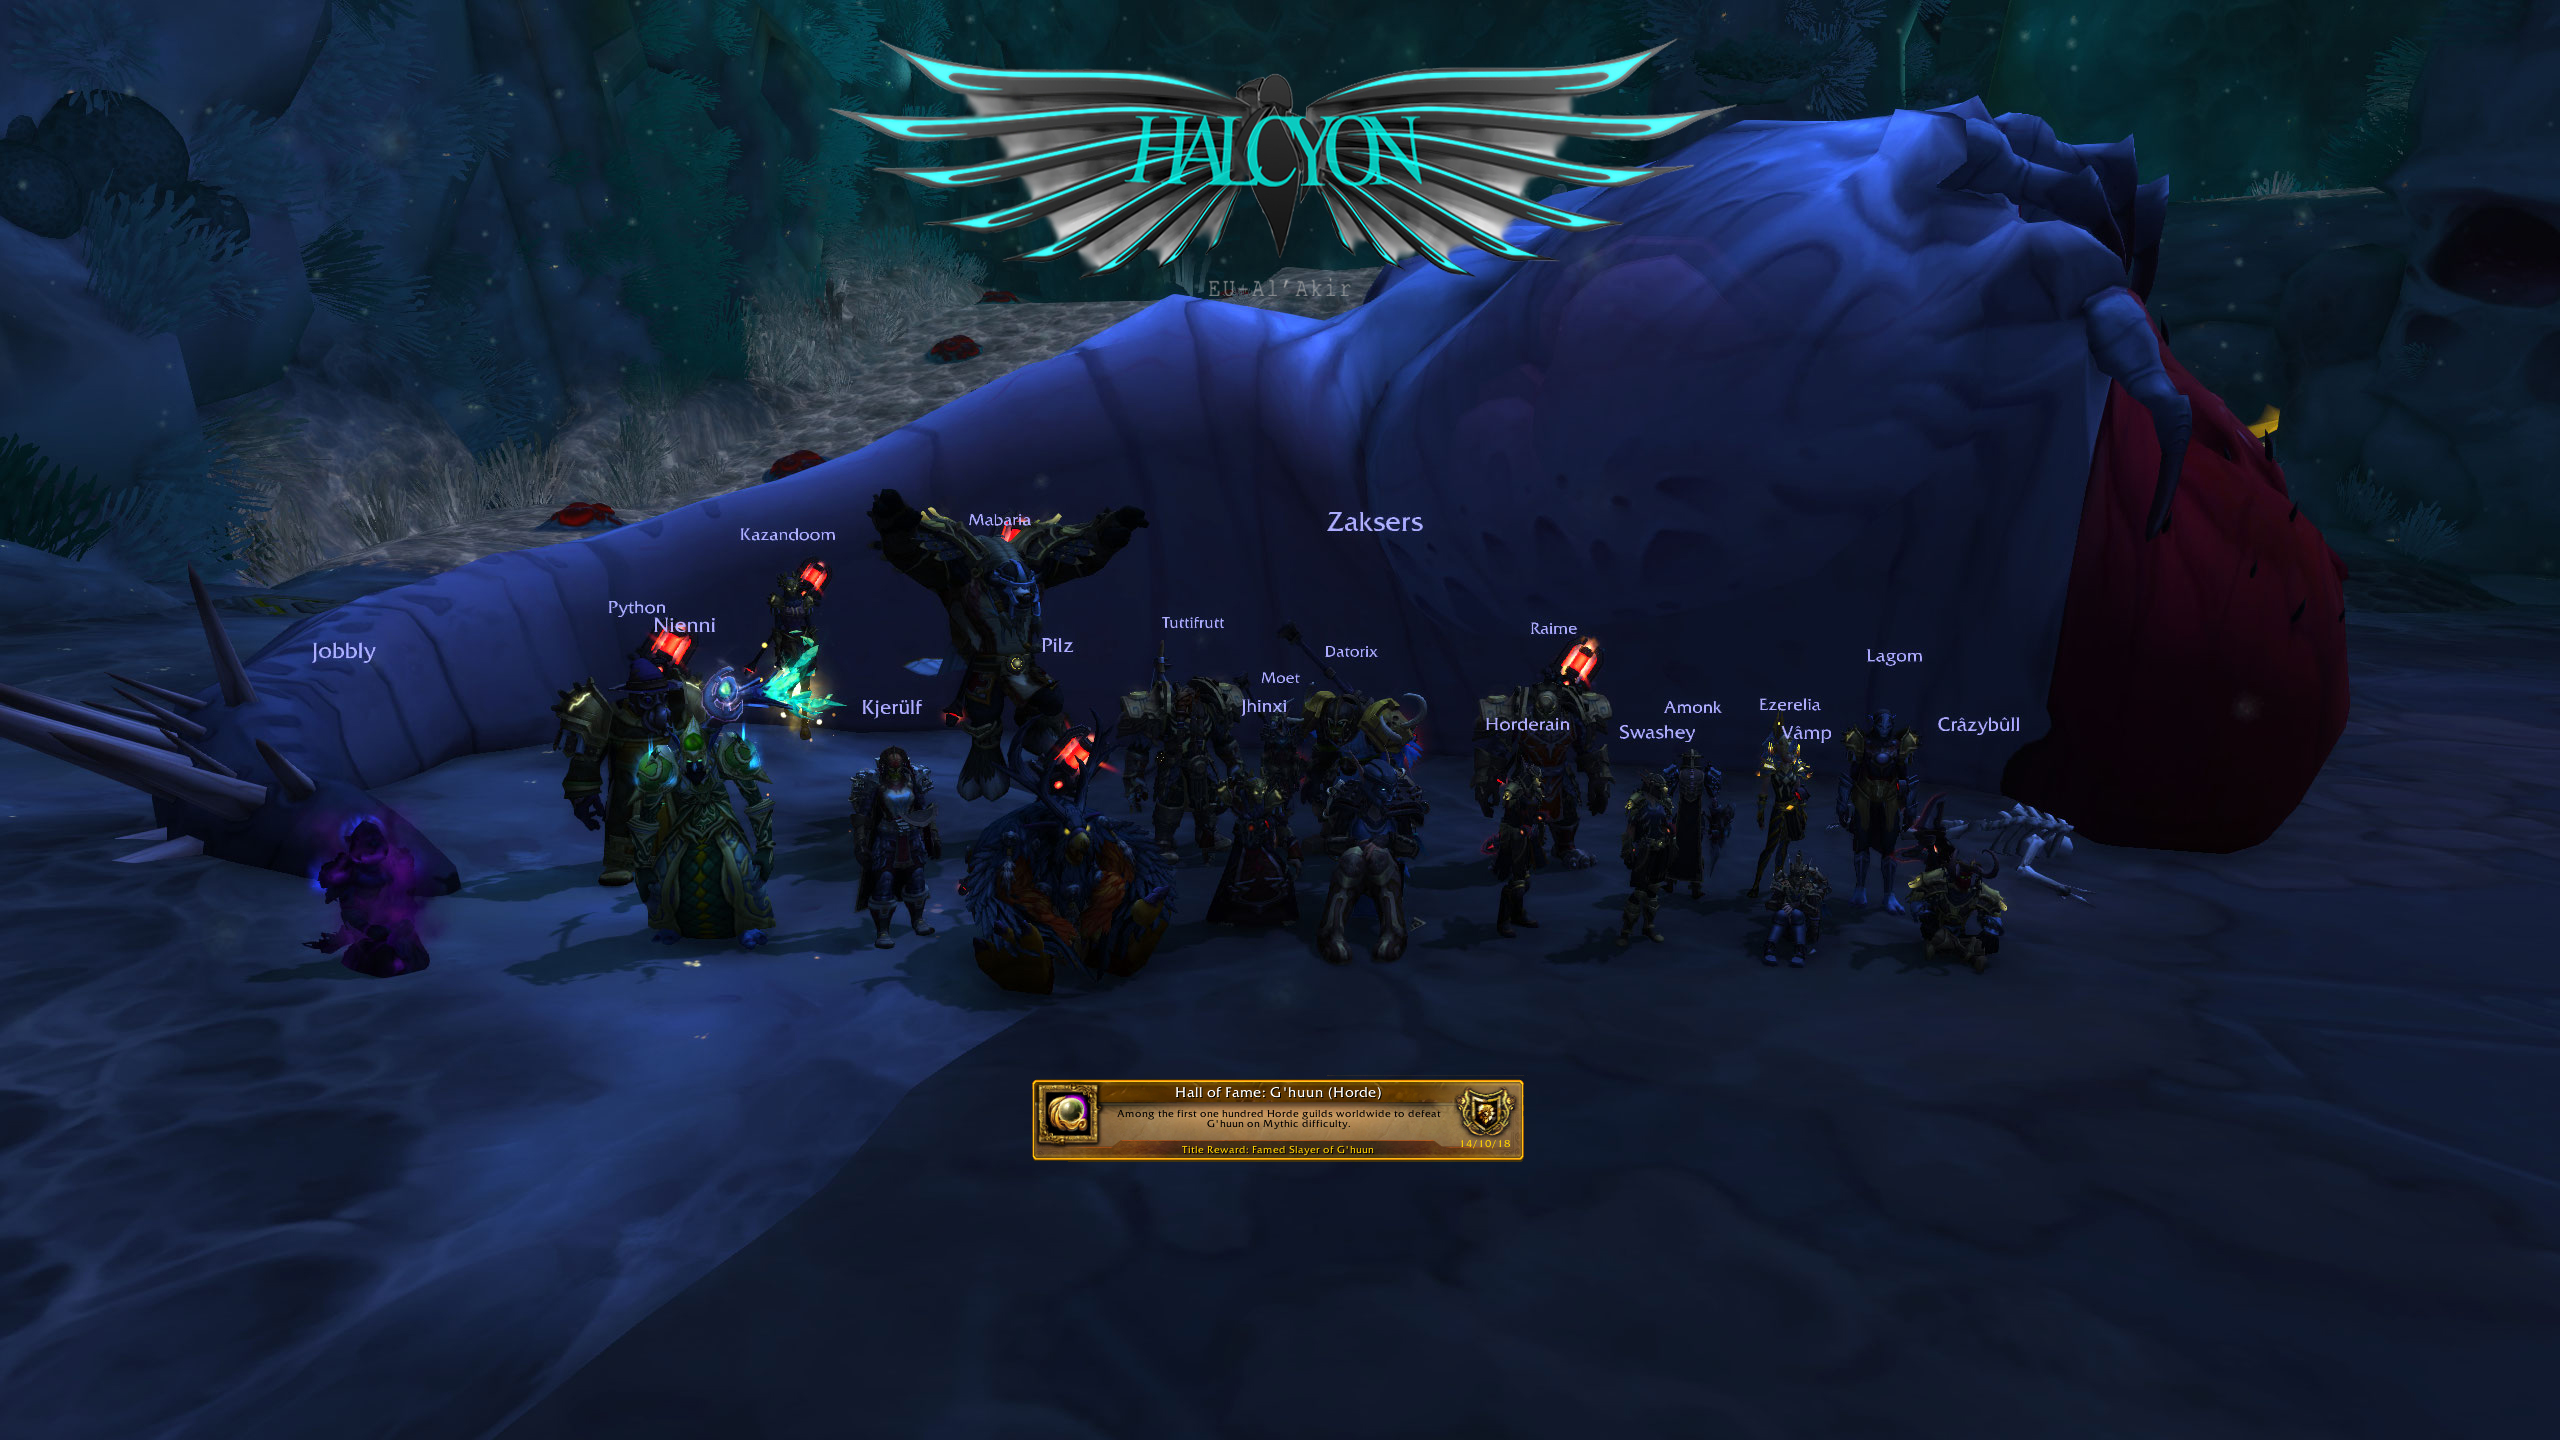 HALCYON
EU-Al'Akir
Mabaria
Zaksers
Kazandoom
Python
Nienni
Tuttifrutt
Raime
Jobbly
Pilz
Datorix
Lagom
Moet
Kjerülf
Jhinxi
Amonk
Ezerelia
Horderain
Swashey
Vâmp
Crâzybûll
Hall of Fame: G'huun (Horde)
Among the first one hundred Horde guilds worldwide to defeat
G'huun on Mythic difficulty.
14/10/18
Title Reward: Famed Slayer of G'huun